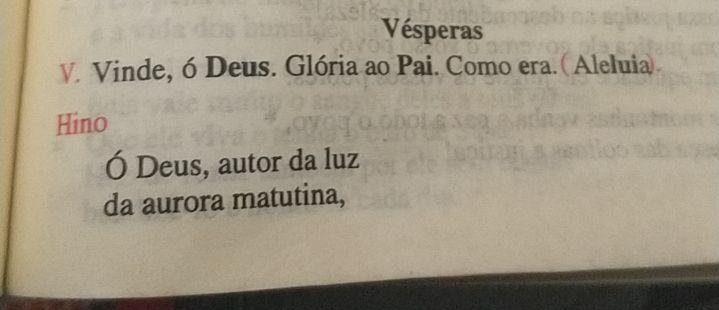 Vésperas
V. Vinde, ó Deus. Glória ao Pai. Como era. (Aleluia).
Hino
Ó Deus, autor da luz
da aurora matutina,